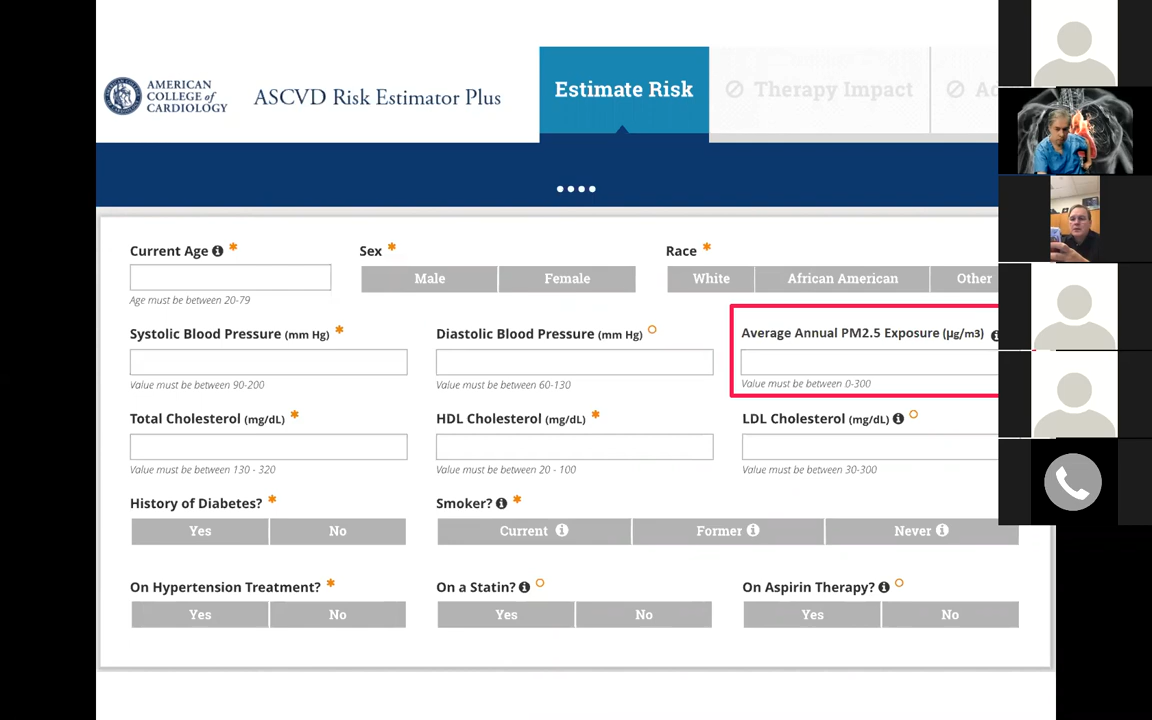 AMERICAN
COLLEGE of
CARDIOLOGY
ASCVD Risk Estimator Plus
Estimate Risk
Therapy Impact
Current Age *
Sex *
Race *
Male Female
White African American Other
Age must be between 20-79
Systolic Blood Pressure (mm Hg) *
Diastolic Blood Pressure (mm Hg)
Average Annual PM2.5 Exposure (µg/m3)
Value must be between 90-200
Value must be between 60-130
Value must be between 0-300
Total Cholesterol (mg/dL) *
HDL Cholesterol (mg/dL) *
LDL Cholesterol (mg/dL)
Value must be between 130 - 320
Value must be between 20 - 100
Value must be between 30-300
History of Diabetes? *
Smoker? *
Yes No
Current Former Never
On Hypertension Treatment? *
On a Statin?
On Aspirin Therapy?
Yes No
Yes No
Yes No